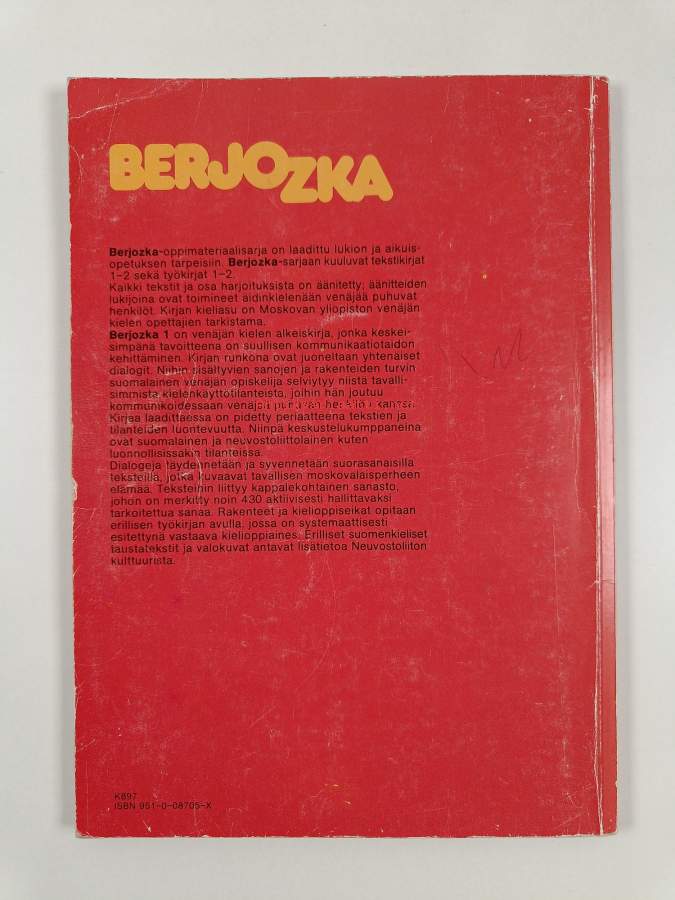 BERJOZKA
Berjozka-oppimateriaalisarja on laadittu lukion ja aikuis-
opetuksen tarpeisiin. Berjozka-sarjaan kuuluvat tekstikirjat
1–2 sekä työkirjat 1–2.
Kaikki tekstit ja osa harjoituksista on äänitetty; äänitteiden
lukijoina ovat toimineet äidinkielenään venäjää puhuvat
henkilöt. Kirjan kieliasu on Moskovan yliopiston venäjän
kielen opettajien tarkistama.
Berjozka 1 on venäjän kielen alkeiskirja, jonka keskei-
simpänä tavoitteena on suullisen kommunikaatiotaidon
kehittäminen. Kirjan runkona ovat juoneltaan yhtenäiset
dialogit. Niihin sisältyvien sanojen ja rakenteiden turvin
suomalainen venäjän opiskelija selviytyy niistä tavalli-
simmista kielenkäyttötilanteista, joihin hän joutuu
kommunikoidessaan venäjää puhuvan henkilön kanssa.
Kirjaa laadittaessa on pidetty periaatteena tekstien ja
tilanteiden luontevuutta. Niinpä keskustelukumppaneina
ovat suomalainen ja neuvostoliittolainen kuten
luonnollisissakin tilanteissa.
Dialogeja täydennetään ja syvennetään suorasanaisilla
teksteillä, jotka kuvaavat tavallisen moskovalaisperheen
elämää. Teksteihin liittyy kappalekohtainen sanasto,
johon on merkitty noin 430 aktiivisesti hallittavaksi
tarkoitettua sanaa. Rakenteet ja kielioppiseikat opitaan
erillisen työkirjan avulla, jossa on systemaattisesti
esitettynä vastaava kielioppiaines. Erilliset suomenkieliset
taustatekstit ja valokuvat antavat lisätietoa Neuvostoliiton
kulttuurista.
K897
ISBN 951-0-08705-X